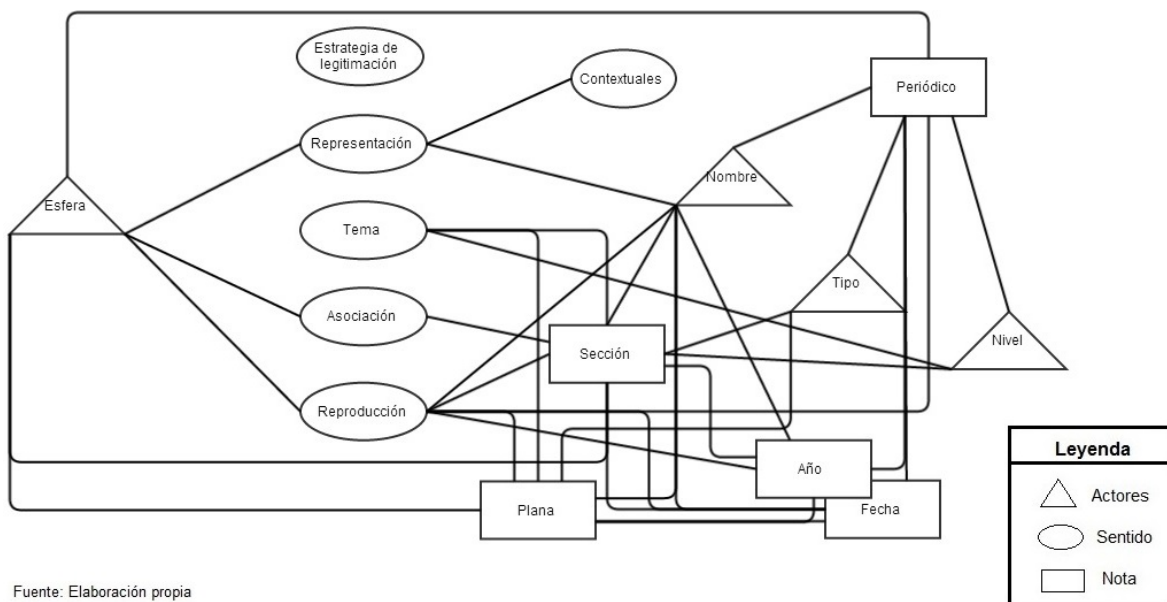 Estrategia de
legitimación
Contextuales
Periódico
Representación
Nombre
Esfera
Tema
Tipo
Asociación
Sección
Nivel
Reproducción
Año
Plana
Fecha
Leyenda
Actores
Sentido
Nota
Fuente: Elaboración propia